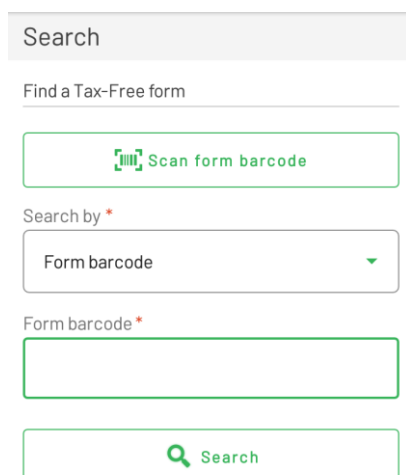 Search
Find a Tax-Free form
Scan form barcode
Search by *
Form barcode
Form barcode *
Search